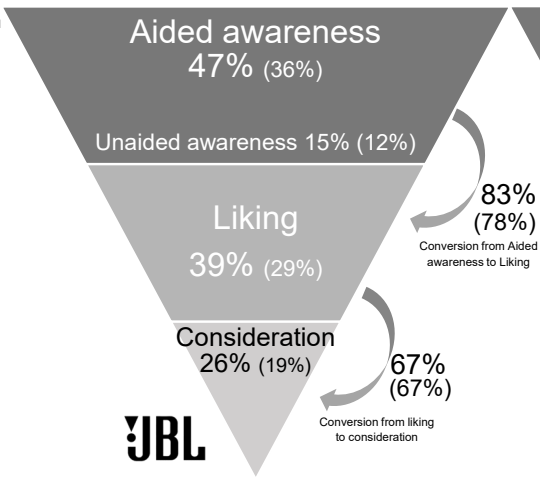 Aided awareness
47% (36%)
Unaided awareness 15% (12%)
83%
(78%)
Conversion from Aided
awareness to Liking
Liking
39% (29%)
Consideration
26% (19%)
67%
(67%)
Conversion from liking
to consideration
JBL